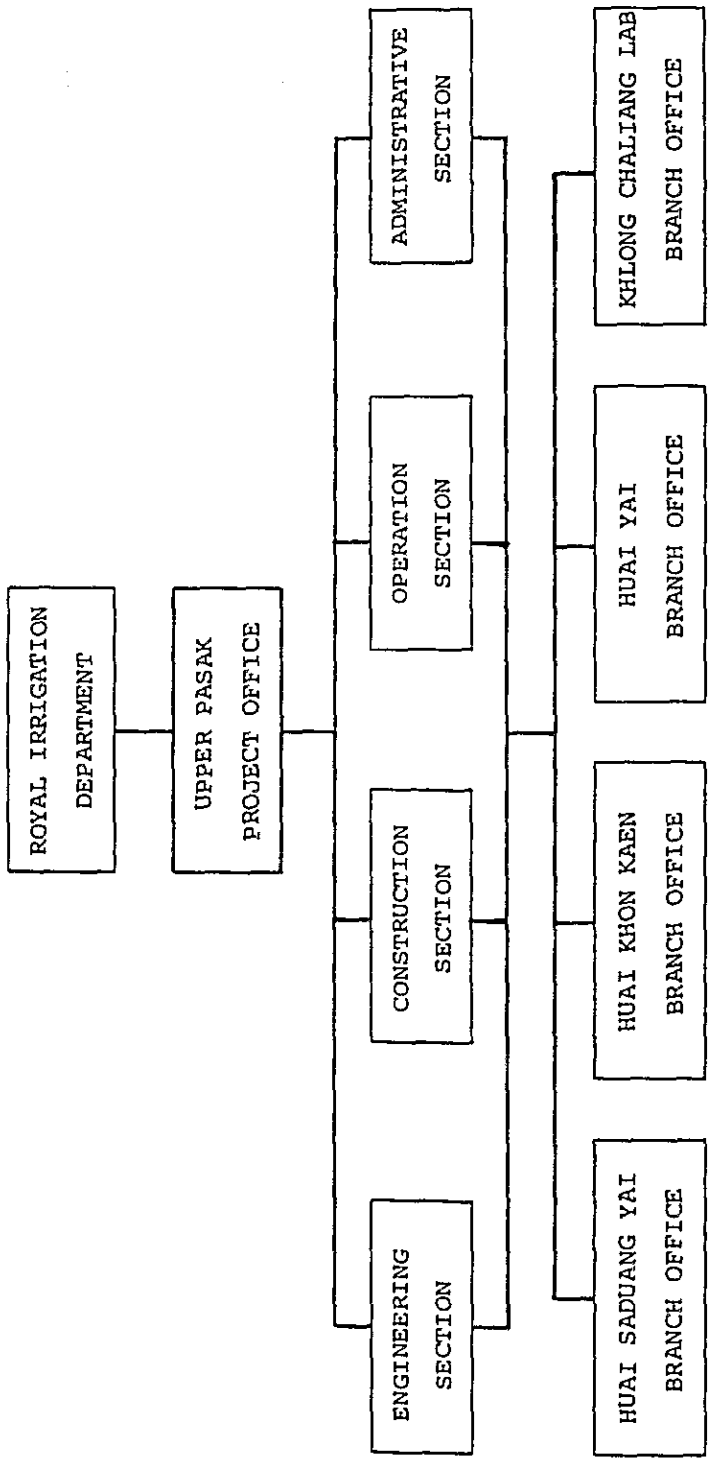 ROYAL IRRIGATION
DEPARTMENT
UPPER PASAK
PROJECT OFFICE
ENGINEERING
SECTION
CONSTRUCTION
SECTION
OPERATION
SECTION
ADMINISTRATIVE
SECTION
HUAI SADUANG YAI
BRANCH OFFICE
HUAI KHON KAEN
BRANCH OFFICE
HUAI YAI
BRANCH OFFICE
KHLONG CHALIANG LAB
BRANCH OFFICE